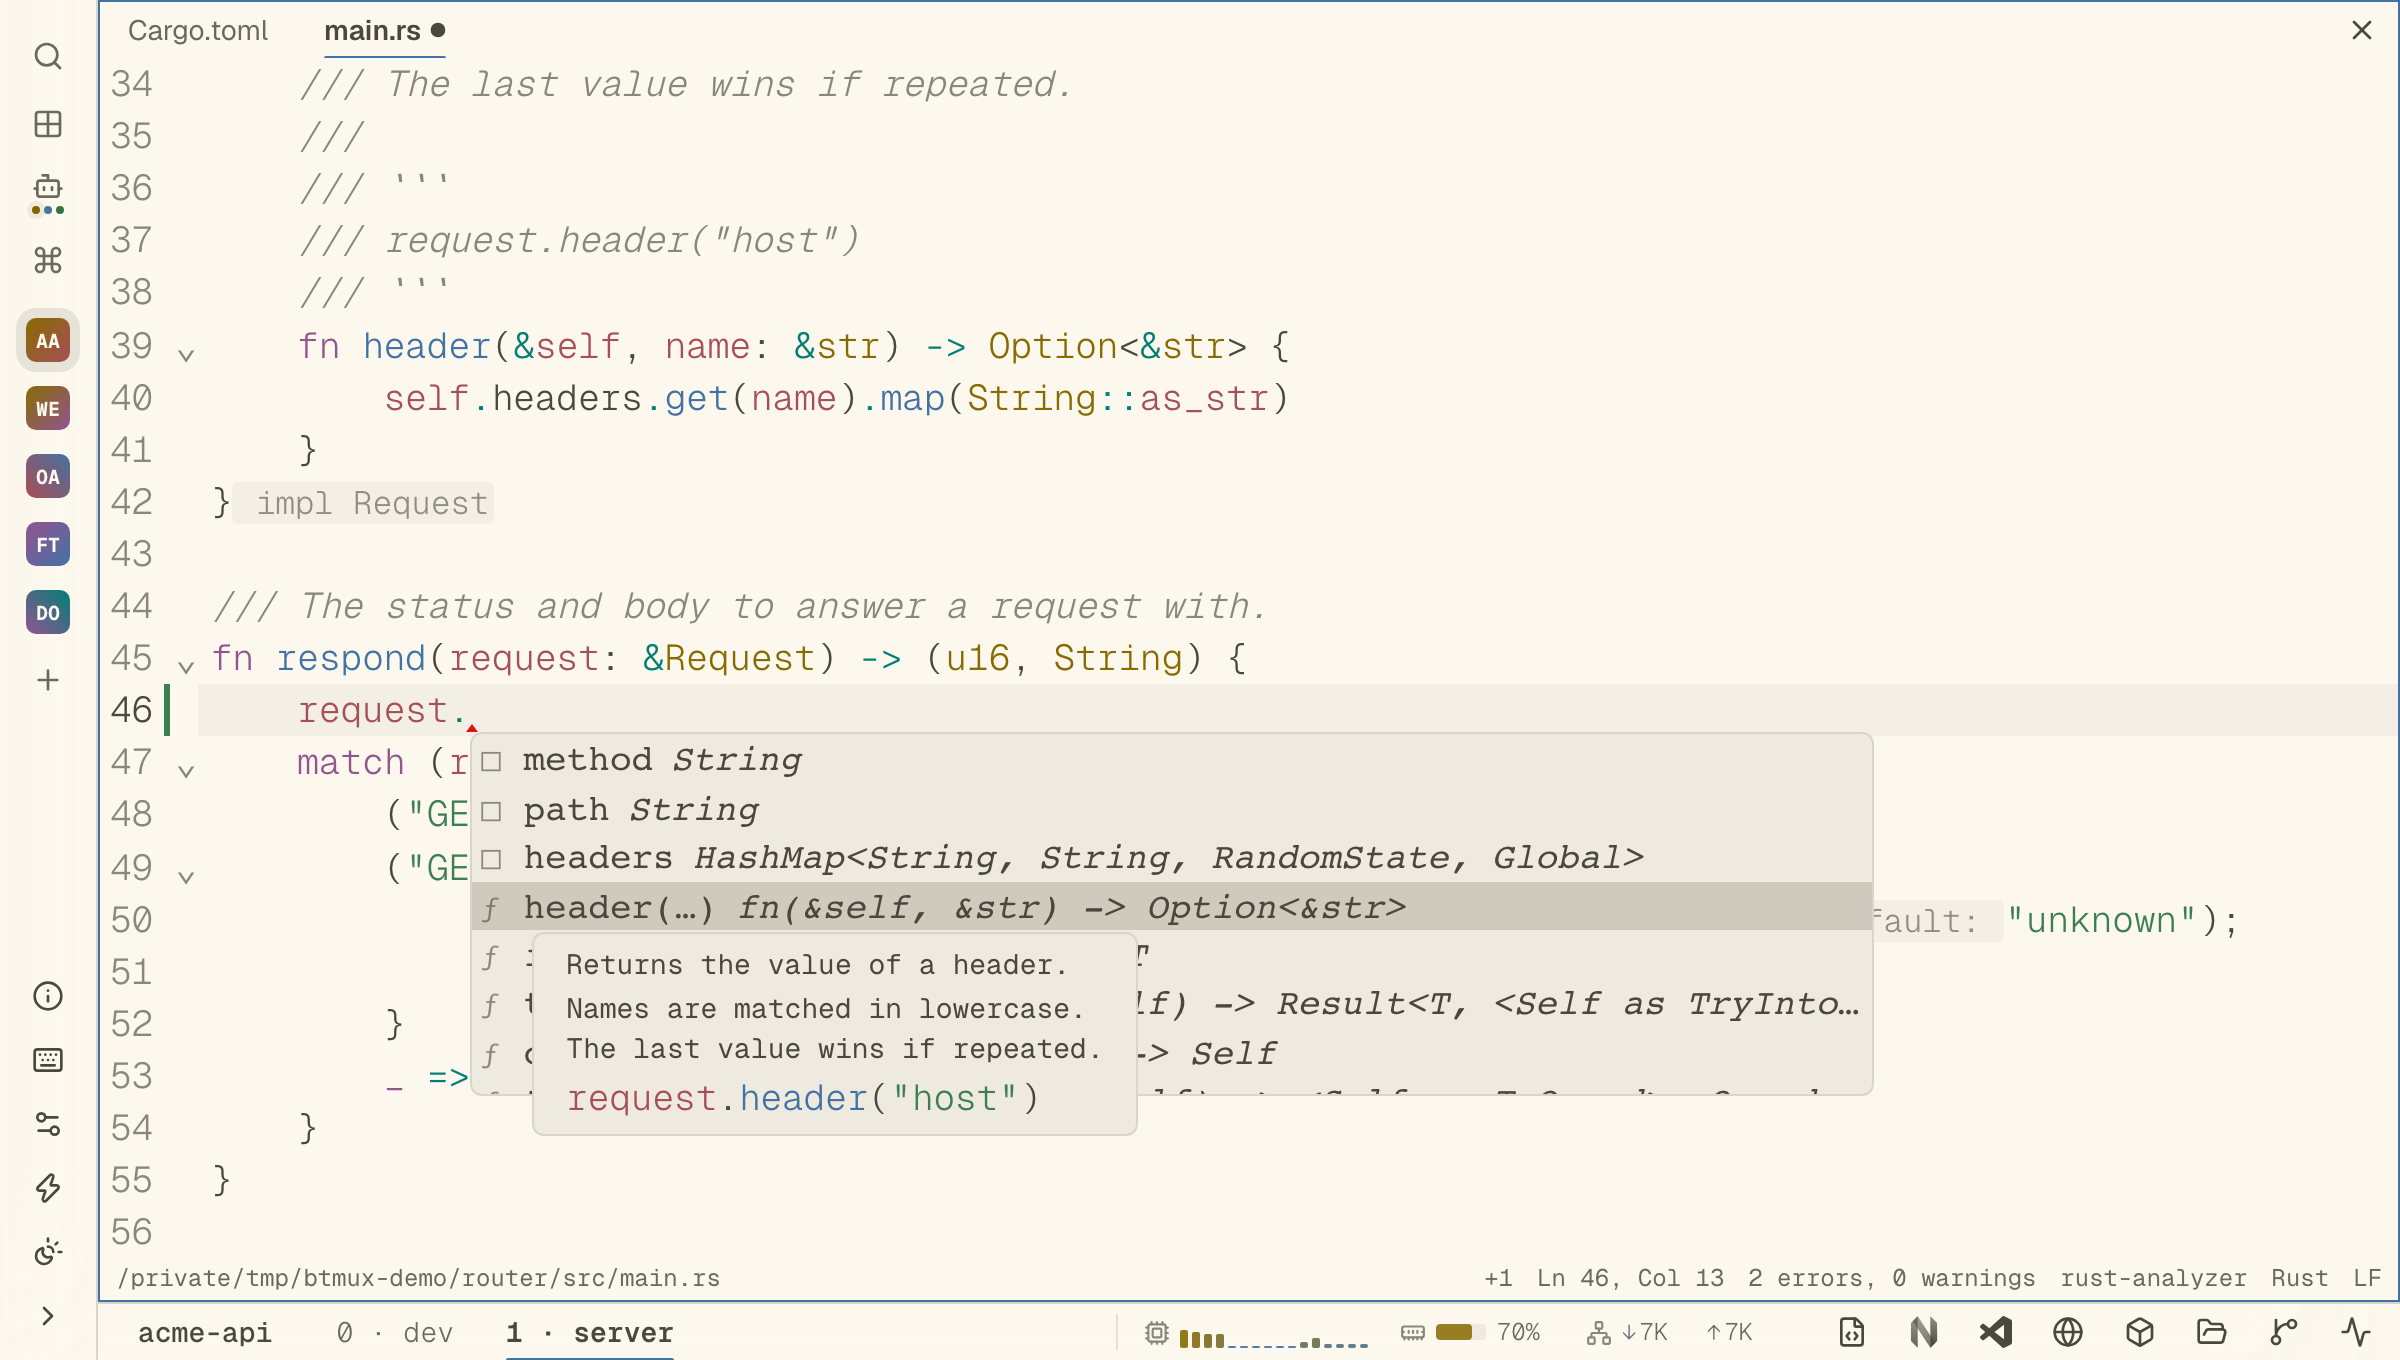 Cargo.toml main.rs
34 /// The last value wins if repeated.
35 ///
36 /// ```
37 /// request.header("host")
38 /// ```
39 fn header(&self, name: &str) -> Option<&str> {
40 self.headers.get(name).map(String::as_str)
41 }
42 } impl Request
43
44 /// The status and body to answer a request with.
45 fn respond(request: &Request) -> (u16, String) {
46 request.
47 match (r
method String
48 ("GE
path String
49 ("GE
headers HashMap<String, String, RandomState, Global>
header(…) fn(&self, &str) -> Option<&str>
50 fault: "unknown");
51
52 }
53 _ =>
54 }
55 }
56
lf) -> Result<T, <Self as TryInto…
-> Self
Returns the value of a header.
Names are matched in lowercase.
The last value wins if repeated.
request.header("host")
AA
WE
OA
FT
DO
/private/tmp/btmux-demo/router/src/main.rs +1 Ln 46, Col 13 2 errors, 0 warnings rust-analyzer Rust LF
acme-api 0 · dev 1 · server 70% ↓7K ↑7K